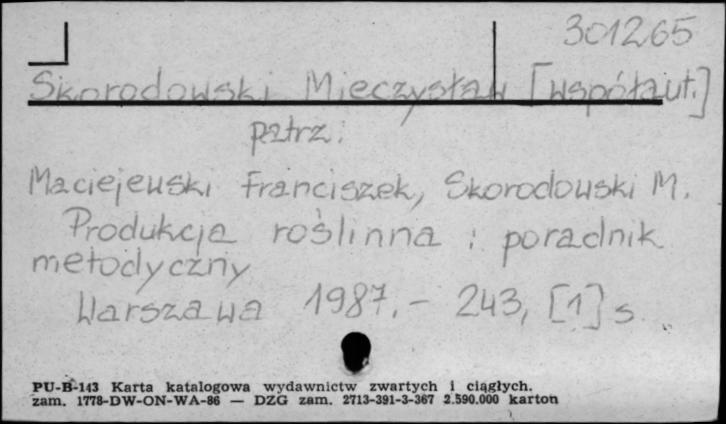 301265
Skorodowski Mieczysław [współaut.]
patrz:
Maciejewski Franciszek, Skorodowski M.
Produkcja roślinna : poradnik
metodyczny
Warszawa 1987.- 243, [1] s
PU-B-143 Karta katalogowa wydawnictw zwartych i ciągłych.
zam. 1778-DW-ON-WA-86 — DZG zam. 2713-391-3-367 2.590.000 karton